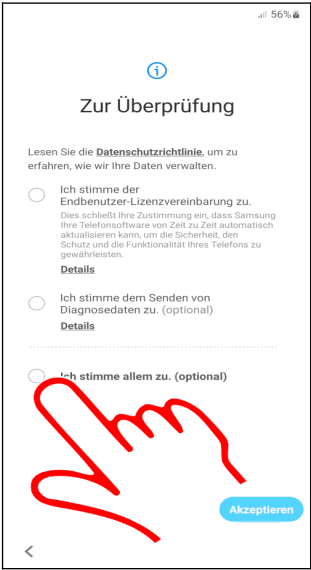 56%
Zur Überprüfung
Lesen Sie die Datenschutzrichtlinie, um zu
erfahren, wie wir Ihre Daten verwalten.
Ich stimme der
Endbenutzer-Lizenzvereinbarung zu.
Dies schließt Ihre Zustimmung ein, dass Samsung
Ihre Telefonsoftware von Zeit zu Zeit automatisch
aktualisieren kann, um die Sicherheit, den
Schutz und die Funktionalität Ihres Telefons zu
gewährleisten.
Details
Ich stimme dem Senden von
Diagnosedaten zu. (optional)
Details
Ich stimme allem zu. (optional)
Akzeptieren